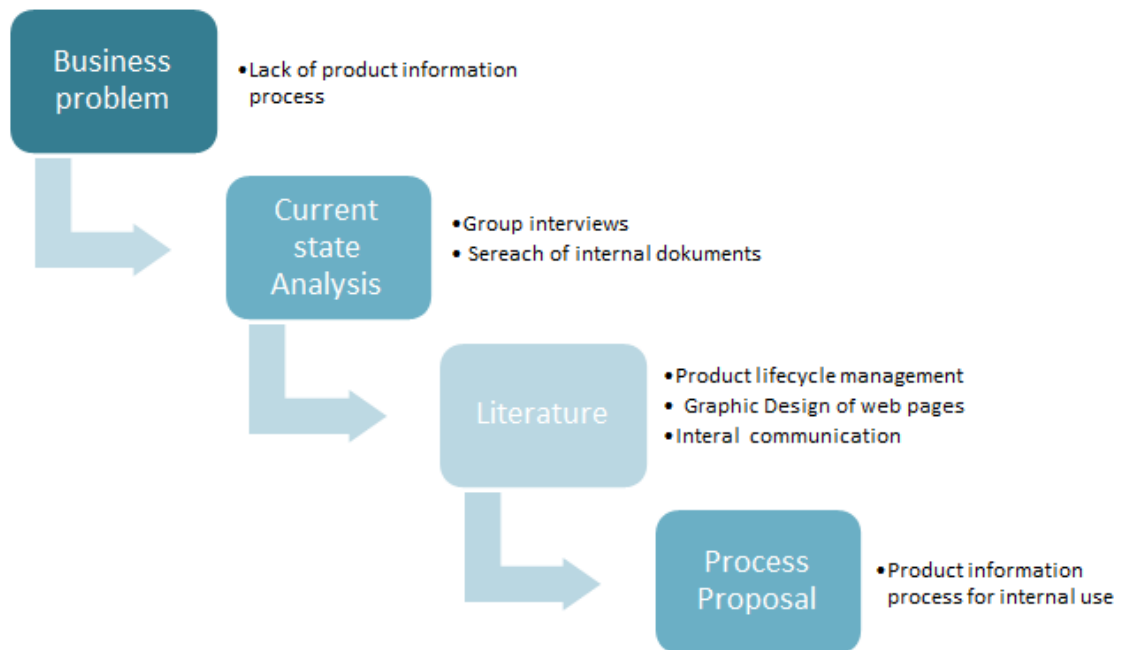 Business
problem
•Lack of product information
process
Current
state
Analysis
•Group interviews
• Sereach of internal dokuments
Literature
•Product lifecycle management
• Graphic Design of web pages
•Interal communication
Process
Proposal
•Product information
process for internal use